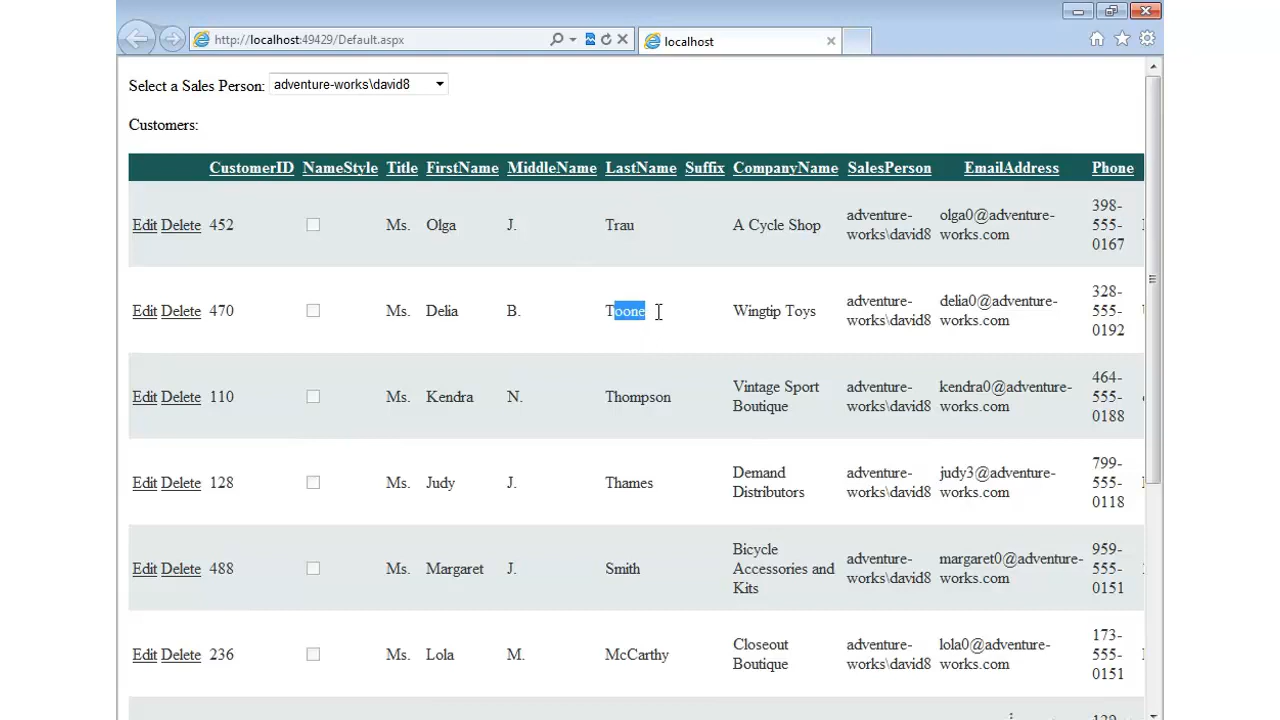 http://localhost:49429/Default.aspx
localhost
Select a Sales Person: adventure-works\david8
Customers:
CustomerID NameStyle Title FirstName MiddleName LastName Suffix CompanyName SalesPerson EmailAddress Phone
Edit Delete 452 Ms. Olga J. Trau A Cycle Shop adventure-works\david8 olga0@adventure-works.com 398-555-0167
Edit Delete 470 Ms. Delia B. Toone Wingtip Toys adventure-works\david8 delia0@adventure-works.com 328-555-0192
Edit Delete 110 Ms. Kendra N. Thompson Vintage Sport Boutique adventure-works\david8 kendra0@adventure-works.com 464-555-0188
Edit Delete 128 Ms. Judy J. Thames Demand Distributors adventure-works\david8 judy3@adventure-works.com 799-555-0118
Edit Delete 488 Ms. Margaret J. Smith Bicycle Accessories and Kits adventure-works\david8 margaret0@adventure-works.com 959-555-0151
Edit Delete 236 Ms. Lola M. McCarthy Closeout Boutique adventure-works\david8 lola0@adventure-works.com 173-555-0151